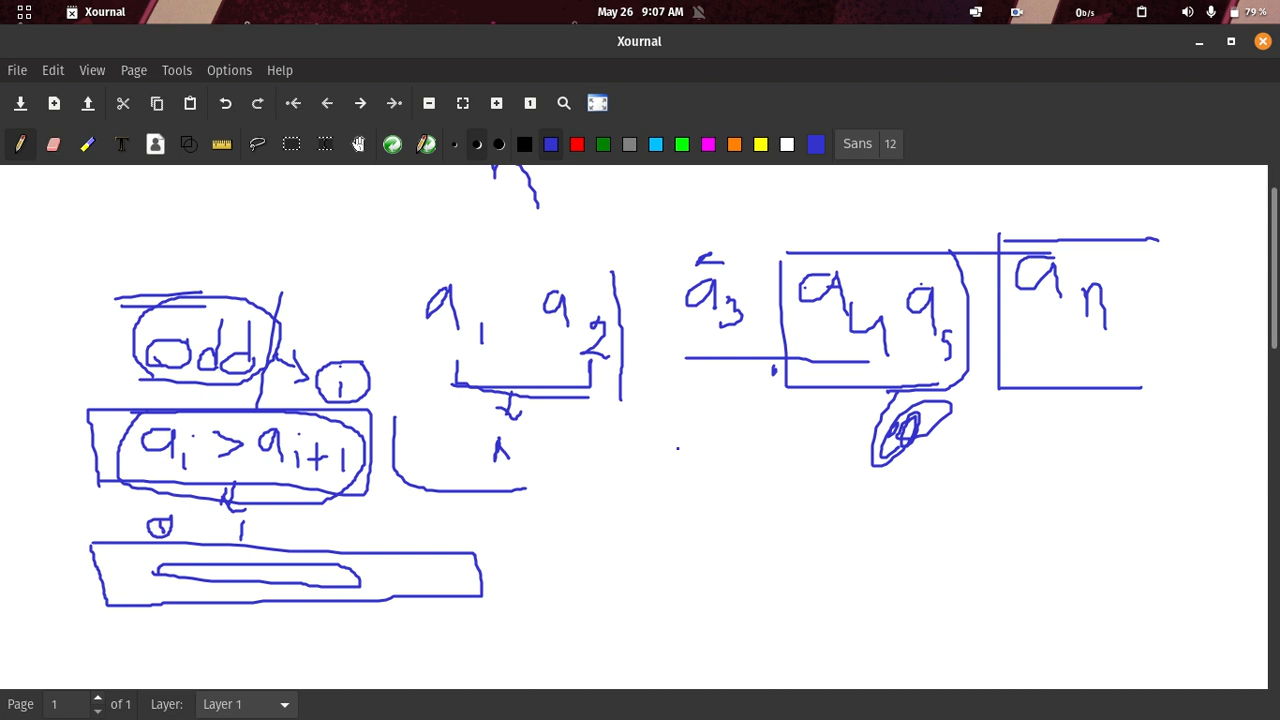 Xournal
May 26 9:07 AM
0b/s
79 %
Xournal
File Edit View Page Tools Options Help
Sans 12
n
a1 a2 a3 a4 a5 an
odd
i
ai > ai+1
1
Page 1 of 1 Layer: Layer 1